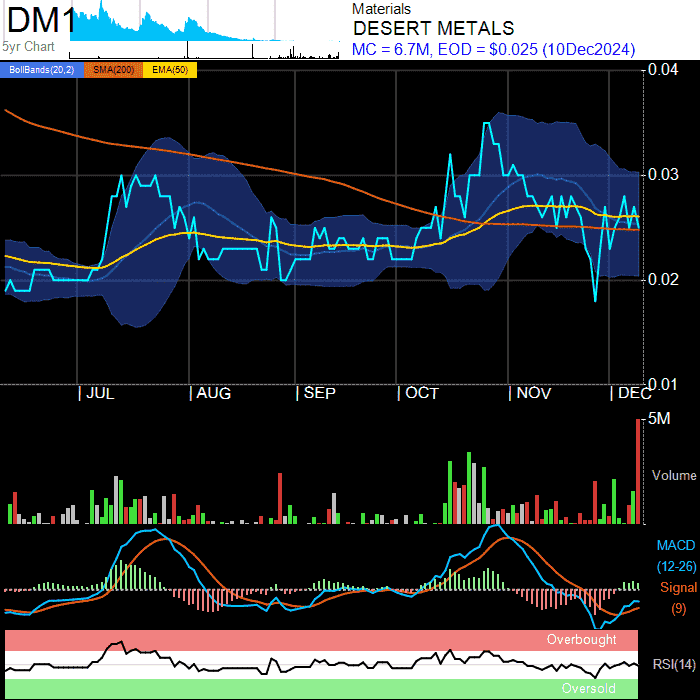 DM1
5yr Chart
Materials
DESERT METALS
MC = 6.7M, EOD = $0.025 (10Dec2024)
BollBands(20,2) SMA(200) EMA(50)
0.04
0.03
0.02
0.01
| JUL | AUG | SEP | OCT | NOV | DEC
5M
Volume
MACD
(12-26)
Signal
(9)
Overbought
RSI(14)
Oversold